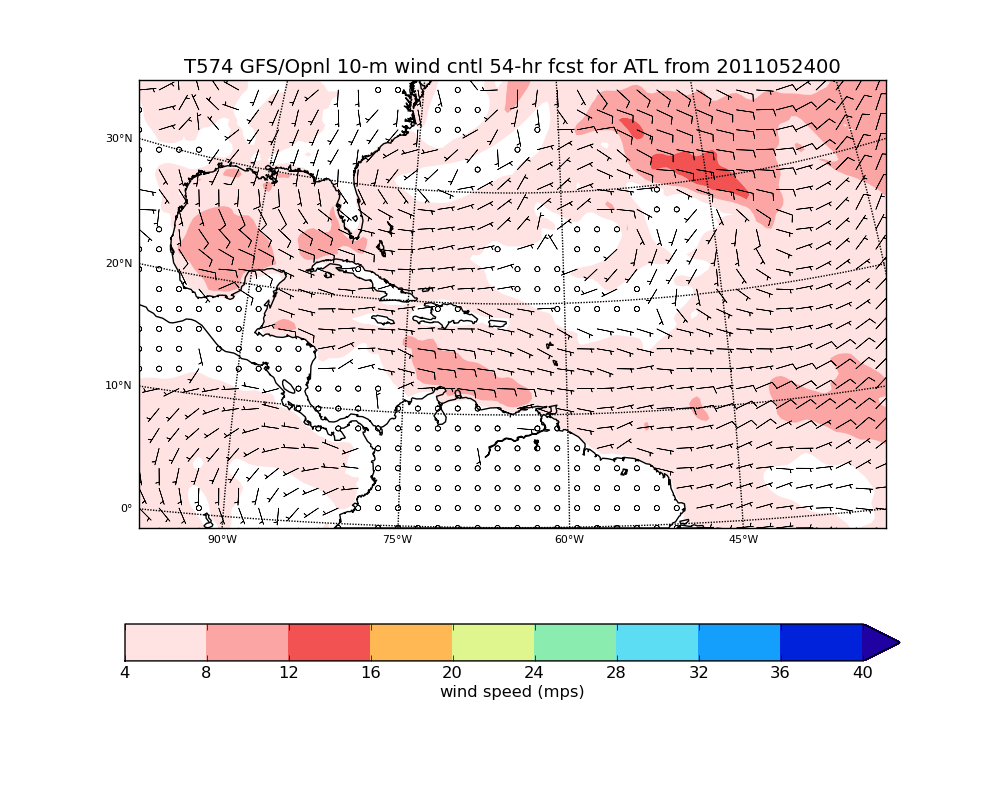 T574 GFS/Opnl 10-m wind cntl 54-hr fcst for ATL from 2011052400
30°N
20°N
10°N
0°
90°W 75°W 60°W 45°W
4 8 12 16 20 24 28 32 36 40
wind speed (mps)